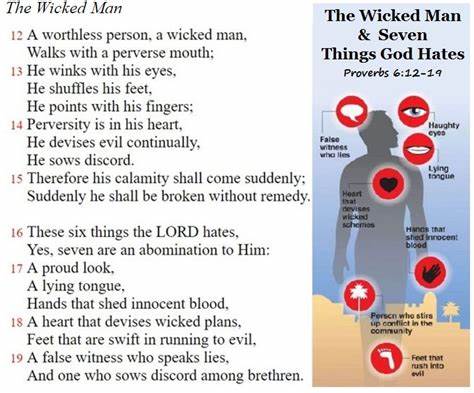 The Wicked Man
12 A worthless person, a wicked man,
Walks with a perverse mouth;
13 He winks with his eyes,
He shuffles his feet,
He points with his fingers;
14 Perversity is in his heart,
He devises evil continually,
He sows discord.
15 Therefore his calamity shall come suddenly;
Suddenly he shall be broken without remedy.
16 These six things the LORD hates,
Yes, seven are an abomination to Him:
17 A proud look,
A lying tongue,
Hands that shed innocent blood,
18 A heart that devises wicked plans,
Feet that are swift in running to evil,
19 A false witness who speaks lies,
And one who sows discord among brethren.
The Wicked Man
& Seven
Things God Hates
Proverbs 6:12-19
Haughty
eyes
False
witness
who lies
Lying
tongue
Heart
that
devises
wicked
schemes
Hands that
shed innocent
blood
Person who stirs
up conflict in the
community
Feet that
rush into
evil